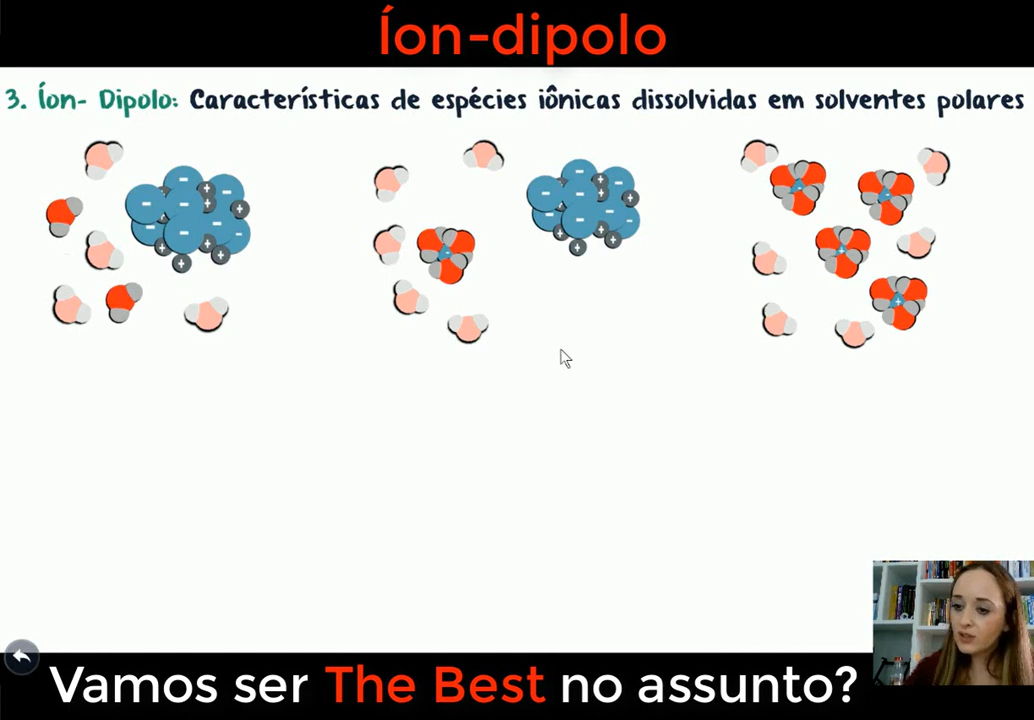 Íon-dipolo
3. Íon- Dipolo: Características de espécies iônicas dissolvidas em solventes polares
Vamos ser The Best no assunto?